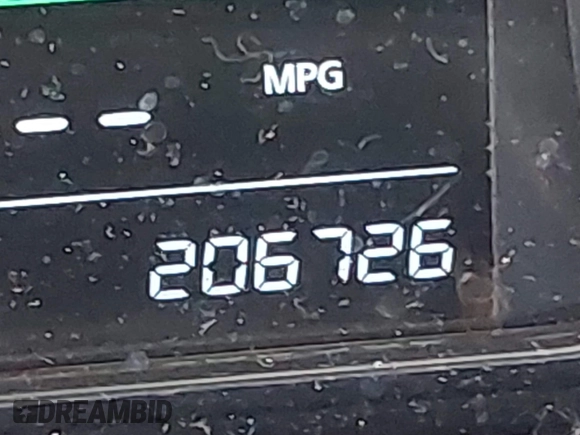 MPG
--
206726
DREAMBID